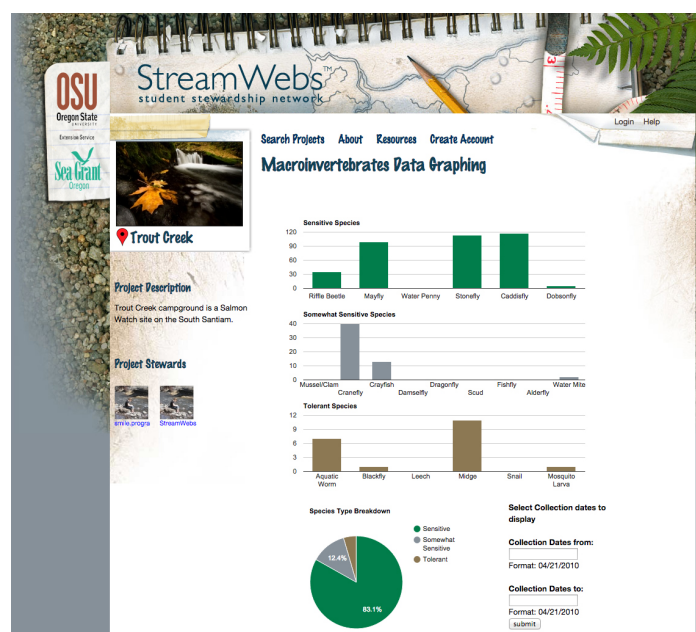 StreamWebs™
student stewardship network
OSU
Oregon State
UNIVERSITY
Extension Service
Sea Grant
Oregon
Login Help
Search Projects About Resources Create Account
Macroinvertebrates Data Graphing
Trout Creek
Project Description
Trout Creek campground is a Salmon
Watch site on the South Santiam.
Project Stewards
smile.progra StreamWebs
Sensitive Species
120
90
60
30
0
Riffle Beetle Mayfly Water Penny Stonefly Caddisfly Dobsonfly
Somewhat Sensitive Species
40
30
20
10
0
Mussel/Clam Crayfish Dragonfly Fishfly Water Mite
Cranefly Damselfly Scud Alderfly
Tolerant Species
12
9
6
3
0
Aquatic Blackfly Leech Midge Snail Mosquito
Worm Larva
Species Type Breakdown
Sensitive
Somewhat
Sensitive
Tolerant
12.4%
83.1%
Select Collection dates to
display
Collection Dates from:
Format: 04/21/2010
Collection Dates to:
Format: 04/21/2010
submit